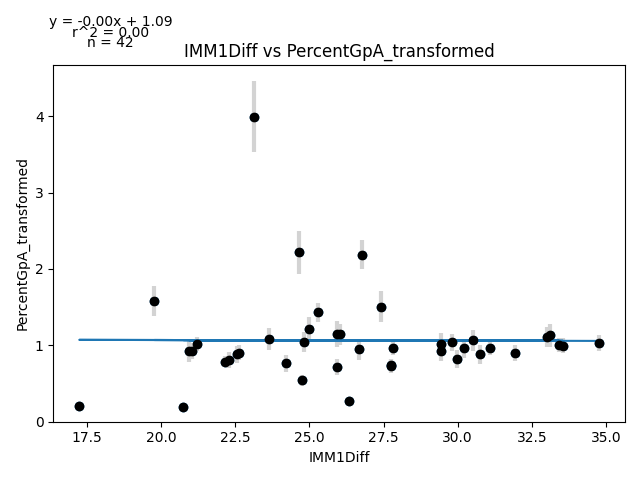 y = -0.00x + 1.09
r^2 = 0.00
n = 42
IMM1Diff vs PercentGpA_transformed
PercentGpA_transformed
4
3
2
1
0
17.5 20.0 22.5 25.0 27.5 30.0 32.5 35.0
IMM1Diff